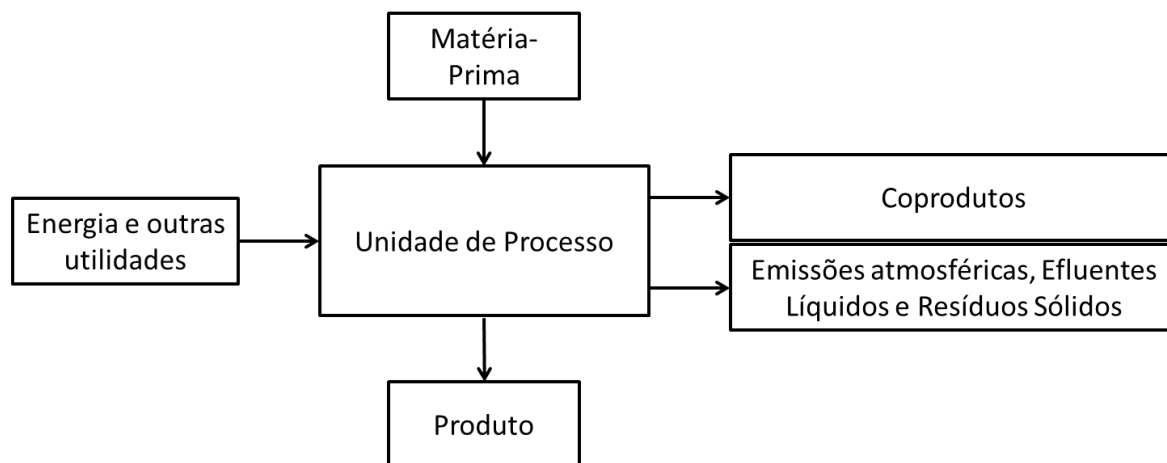 Matéria-
Prima
Energia e outras
utilidades
Unidade de Processo
Coprodutos
Emissões atmosféricas, Efluentes
Líquidos e Resíduos Sólidos
Produto